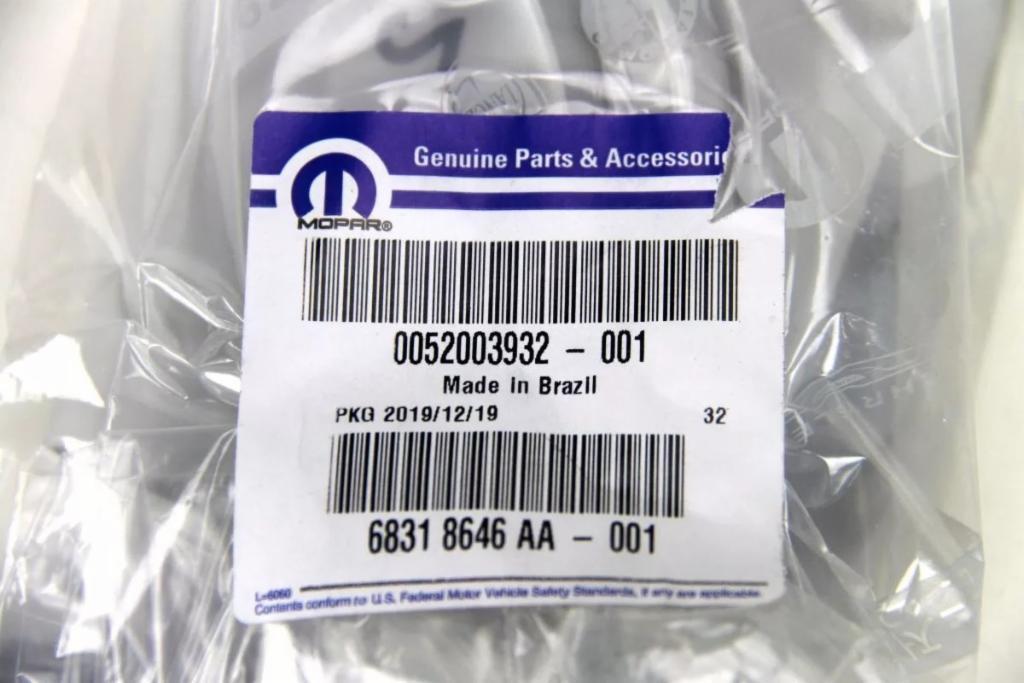 Genuine Parts & Accessori
MOPAR®
0052003932 - 001
Made in Brazil
PKG 2019/12/19 32
6831 8646 AA - 001
L-6060
Contents conform to U.S. Federal Motor Vehicle Safety Standards, if any are applicable.